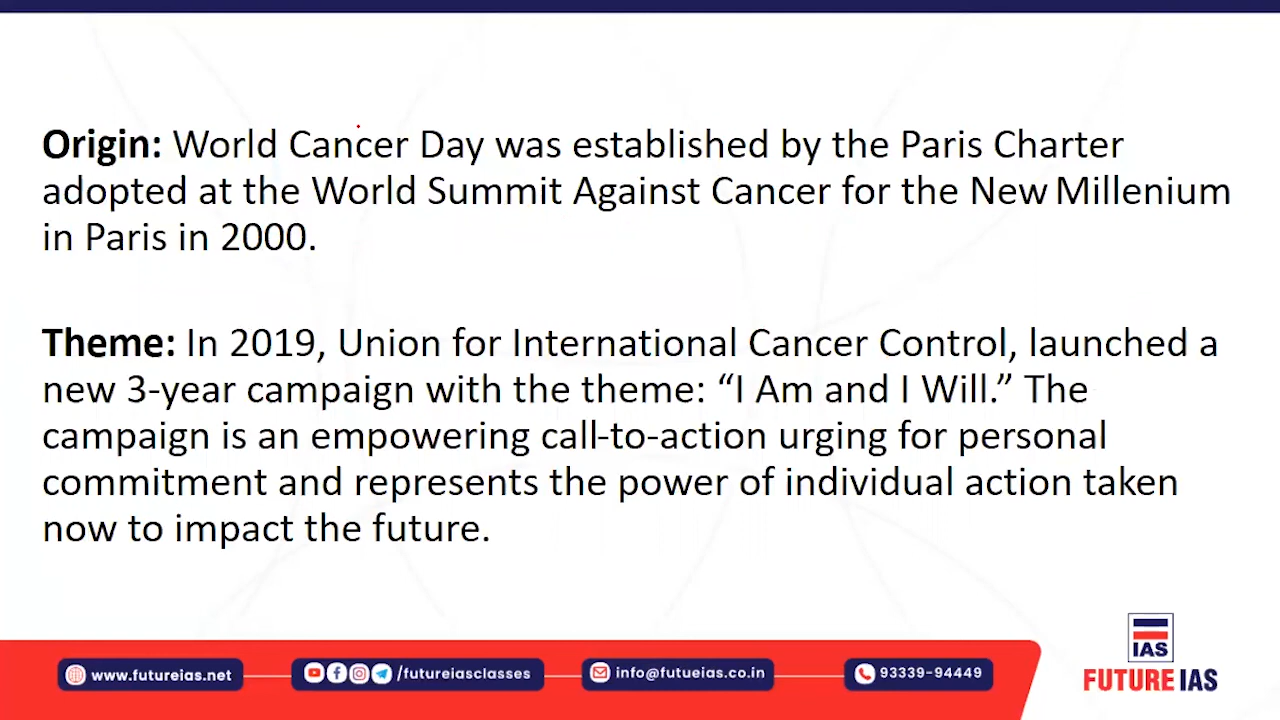 Origin: World Cancer Day was established by the Paris Charter
adopted at the World Summit Against Cancer for the New Millenium
in Paris in 2000.
Theme: In 2019, Union for International Cancer Control, launched a
new 3-year campaign with the theme: “I Am and I Will.” The
campaign is an empowering call-to-action urging for personal
commitment and represents the power of individual action taken
now to impact the future.
IAS
www.futureias.net
/futureiasclasses
info@futueias.co.in
93339-94449
FUTURE IAS